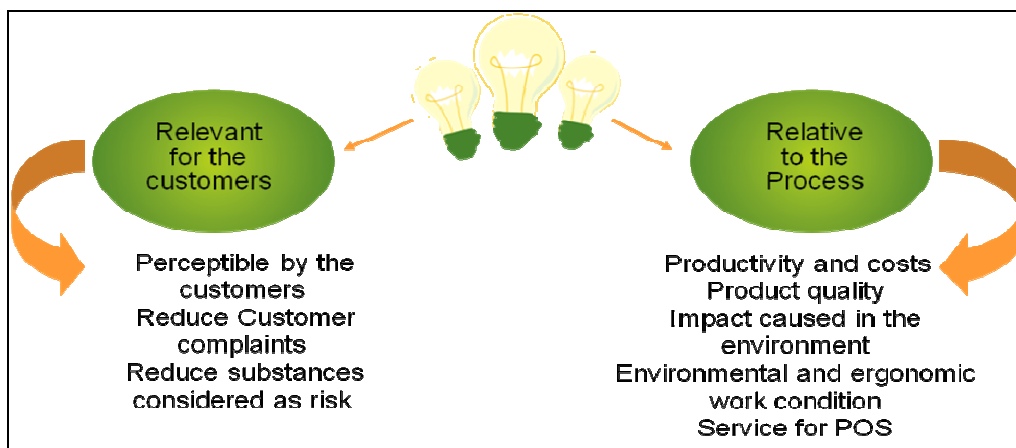 Relevant
for the
customers
Perceptible by the
customers
Reduce Customer
complaints
Reduce substances
considered as risk
Relative
to the
Process
Productivity and costs
Product quality
Impact caused in the
environment
Environmental and ergonomic
work condition
Service for POS